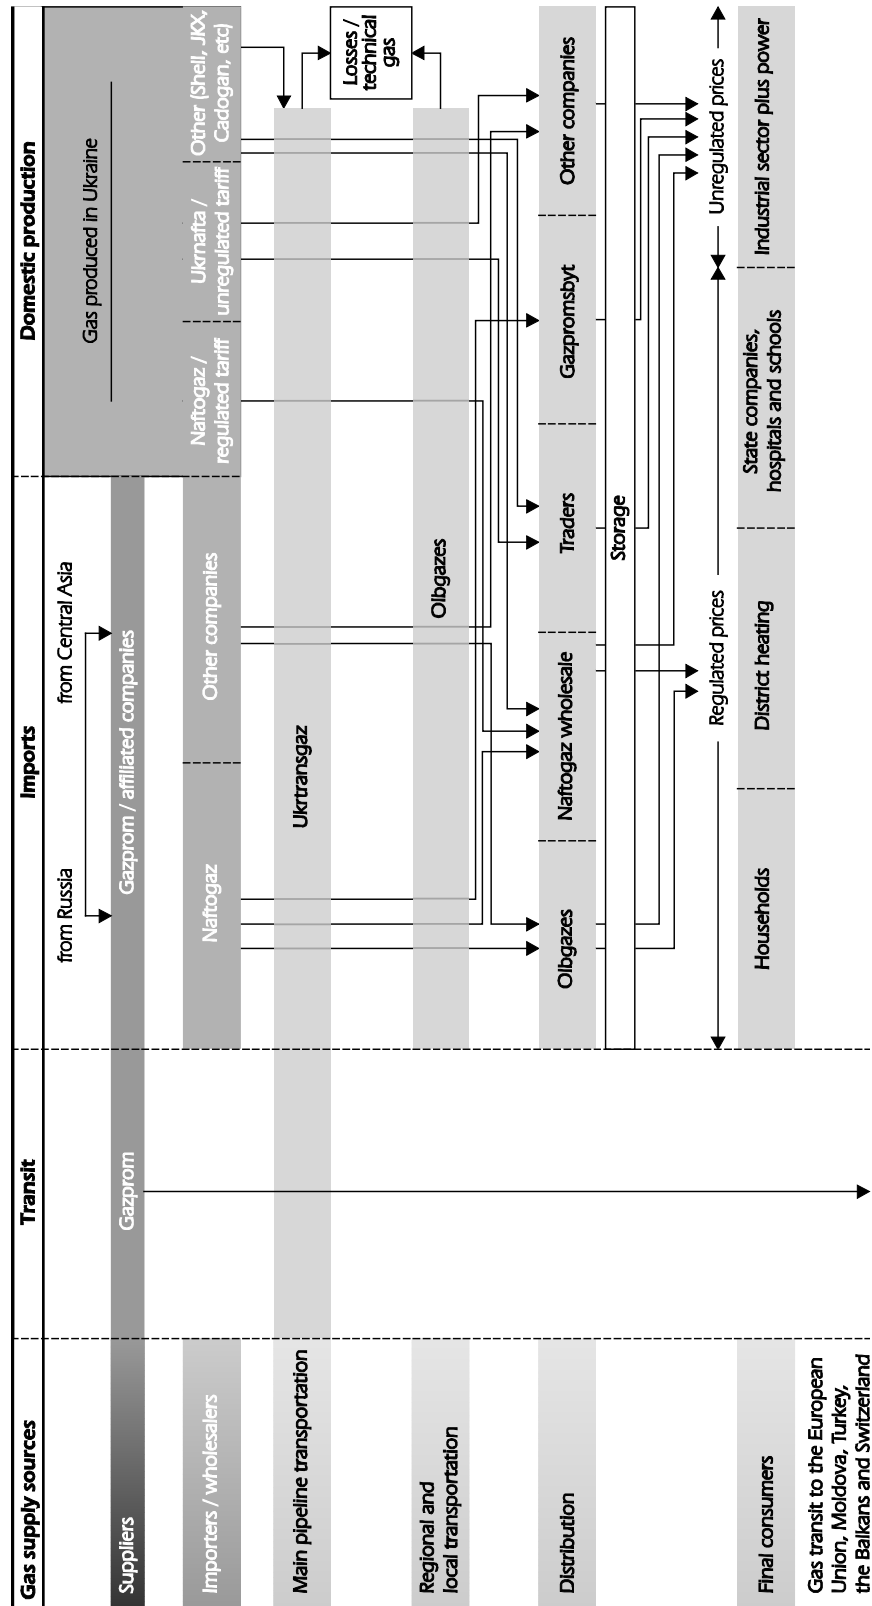 Gas supply sources
Transit
Imports
Domestic production
from Russia
from Central Asia
Gas produced in Ukraine
Suppliers
Gazprom
Gazprom / affiliated companies
Importers / wholesalers
Naftogaz
Other companies
Naftogaz /
regulated tariff
Ukrnafta /
unregulated tariff
Other (Shell, JKX,
Cadogan, etc)
Main pipeline transportation
Ukrtransgaz
Losses /
technical
gas
Regional and
local transportation
Olbgazes
Distribution
Olbgazes
Naftogaz wholesale
Traders
Gazpromsbyt
Other companies
Storage
Regulated prices
Unregulated prices
Final consumers
Households
District heating
State companies,
hospitals and schools
Industrial sector plus power
Gas transit to the European
Union, Moldova, Turkey,
the Balkans and Switzerland